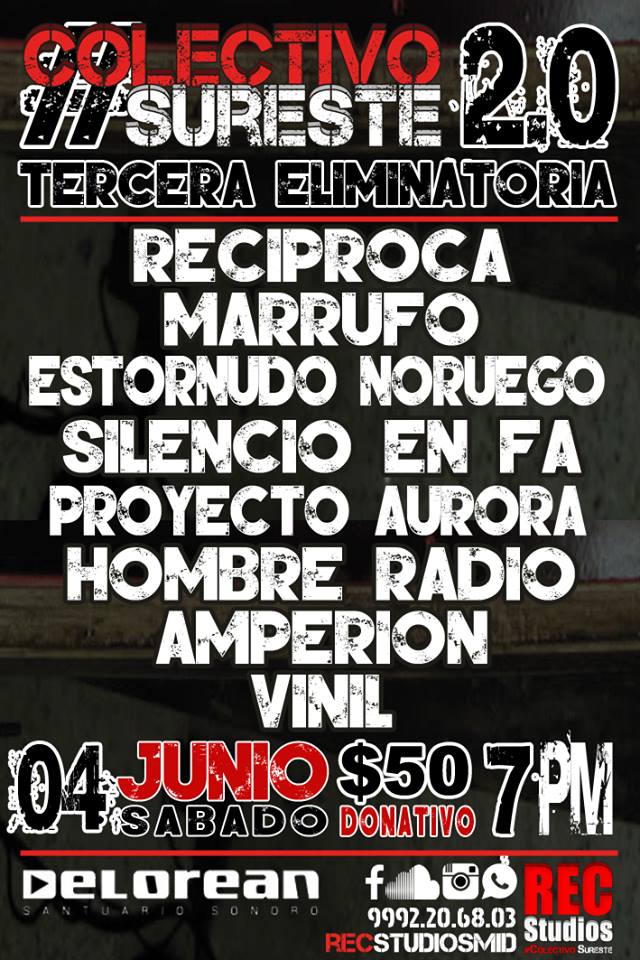 #COLECTIVO
SURESTE 2.0
TERCERA ELIMINATORIA
RECIPROCA
MARRUFO
ESTORNUDO NORUEGO
SILENCIO EN FA
PROYECTO AURORA
HOMBRE RADIO
AMPERION
VINIL
04 JUNIO $50 7PM
SABADO DONATIVO
DELOREAN
SANTUARIO SONORO
9992.20.68.03
RECSTUDIOSMID
REC
Studios
#COLECTIVO SURESTE